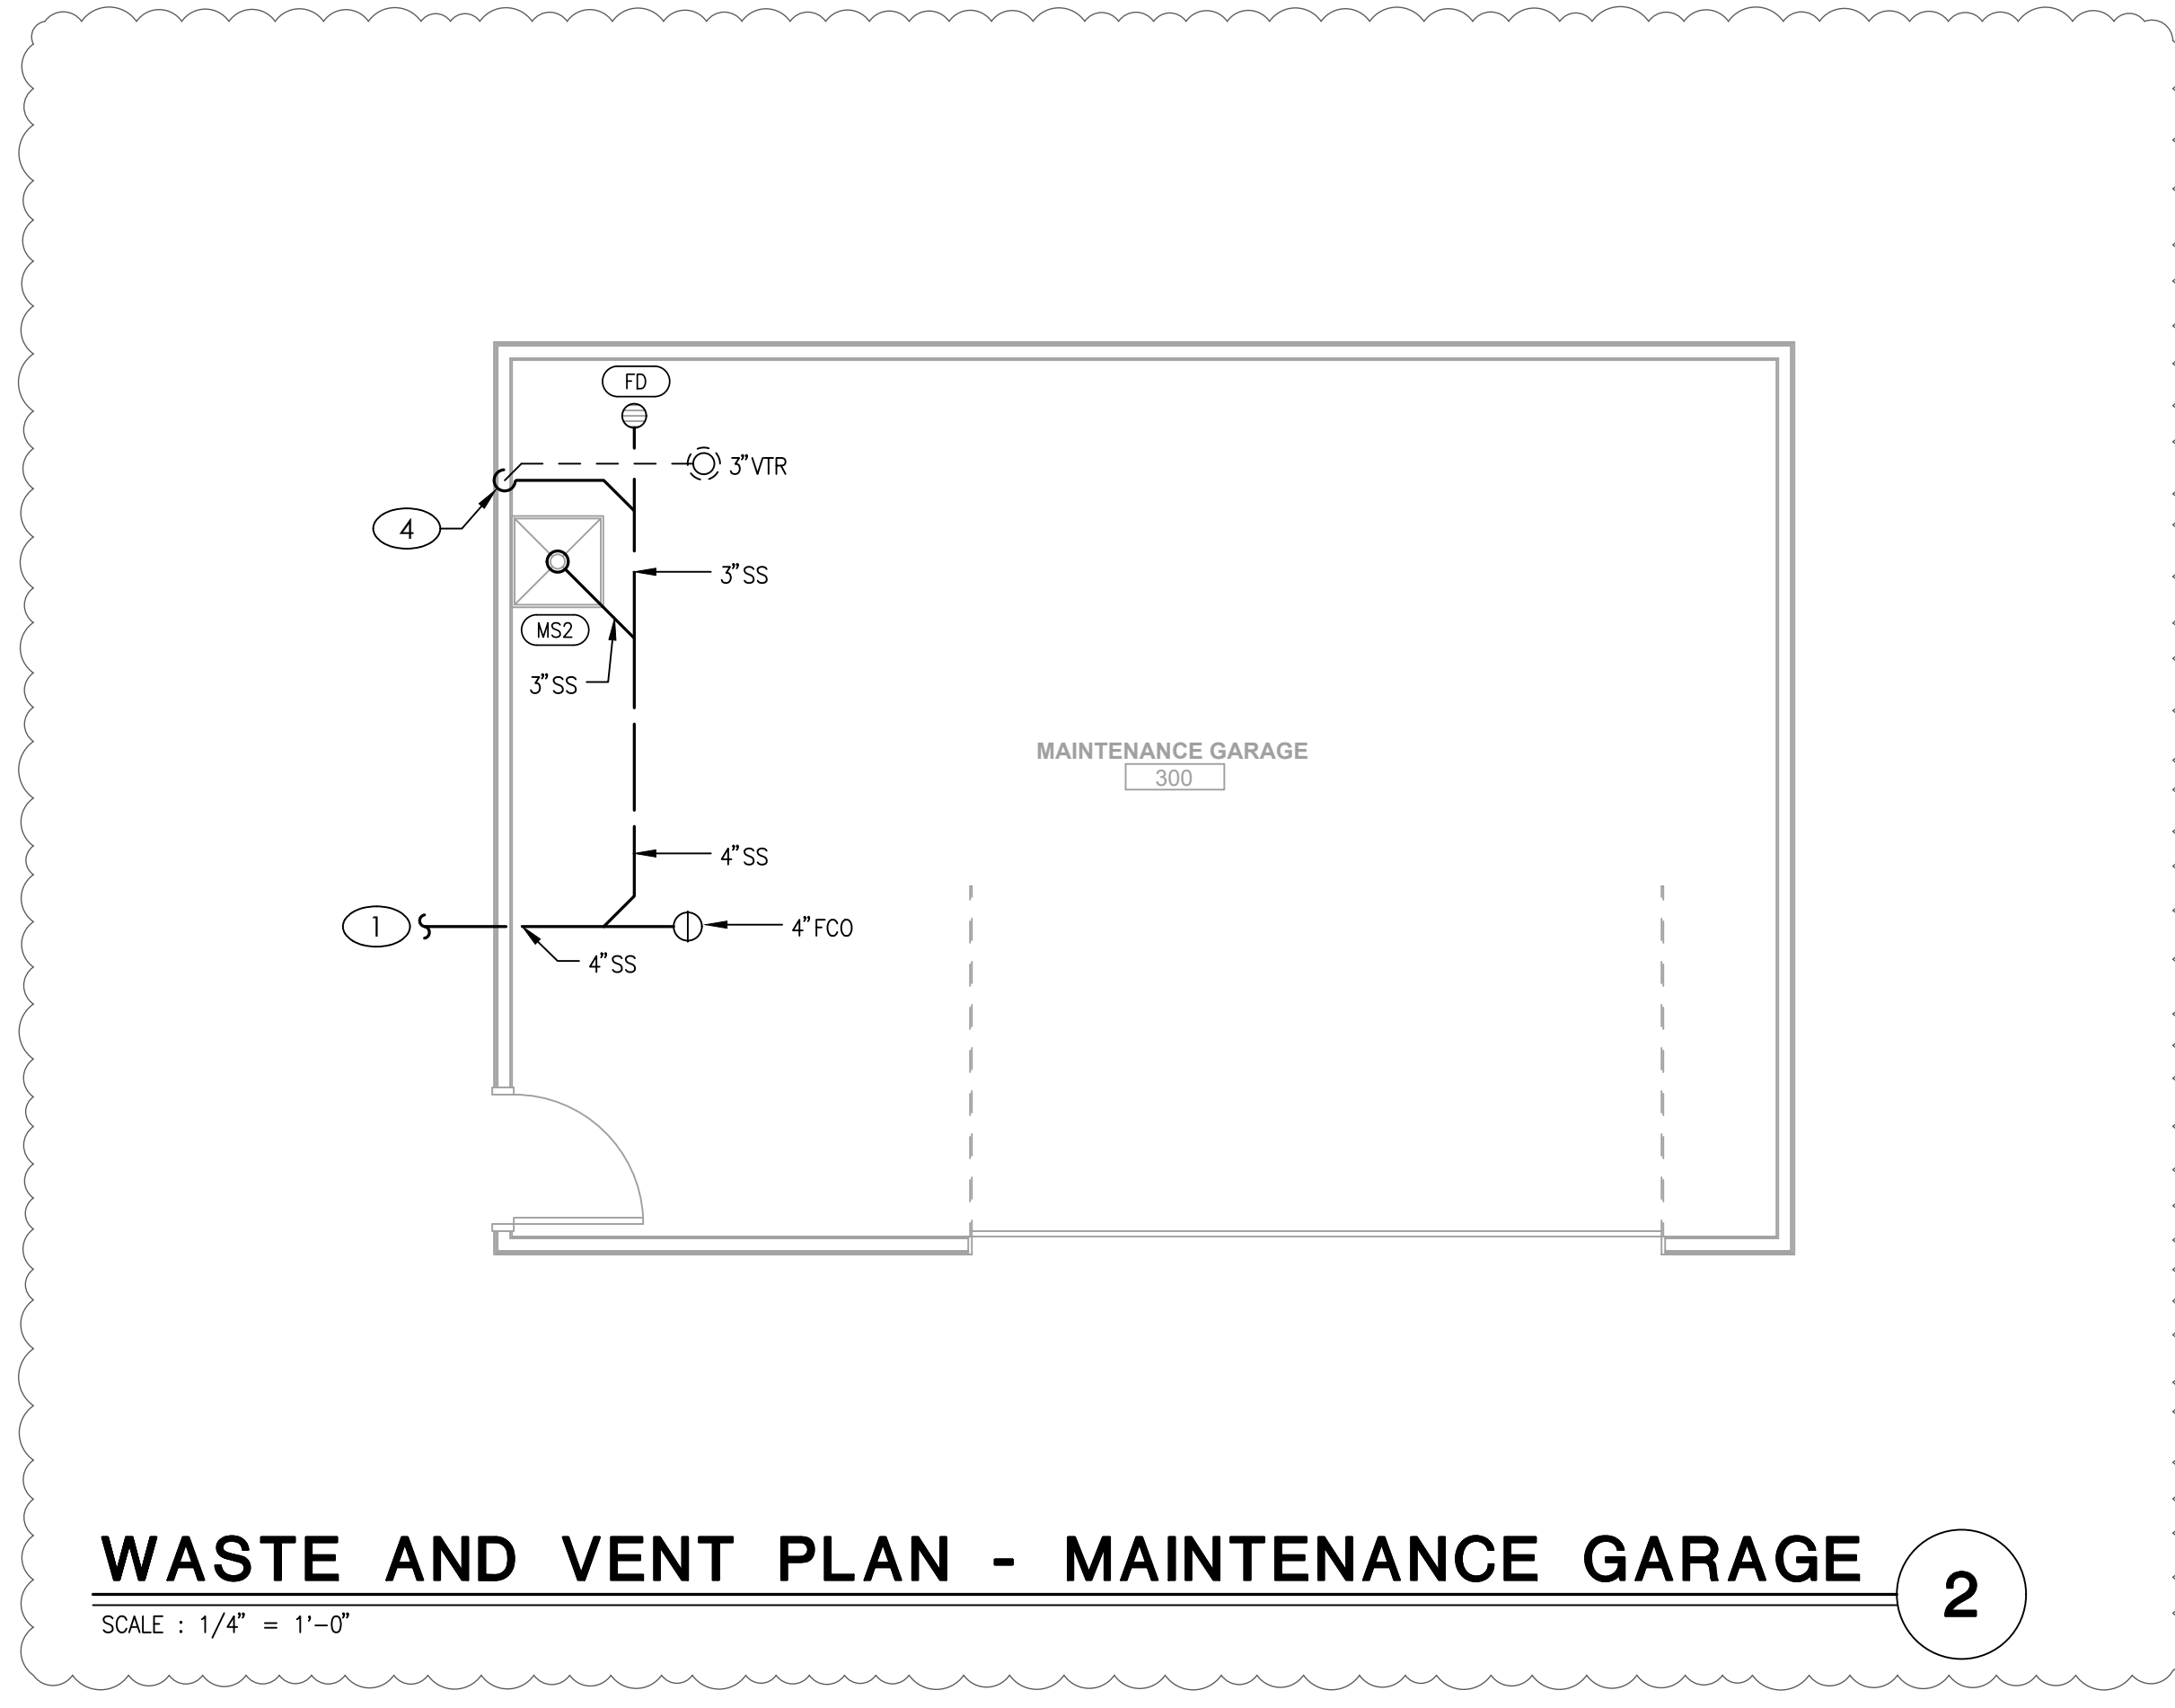 FD
3"VTR
4
3"SS
MS2
3"SS
MAINTENANCE GARAGE
300
4"SS
1
4"FCO
4"SS
WASTE AND VENT PLAN - MAINTENANCE GARAGE
2
SCALE : 1/4" = 1'-0"